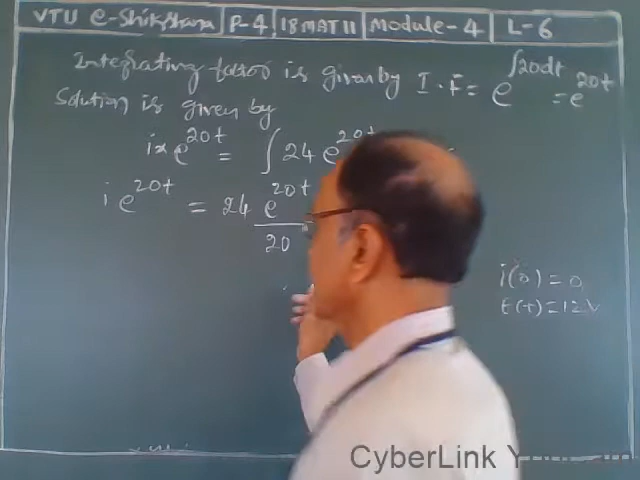 VTU e-Shikshana P-4 18MAT11 Module-4 L-6
Integrating factor is given by I.F = e^∫20dt = e^20t
Solution is given by
i× e^20t = ∫ 24 e^20t
i e^20t = 24 e^20t / 20
i(0) = 0
E(t) = 12V
CyberLink